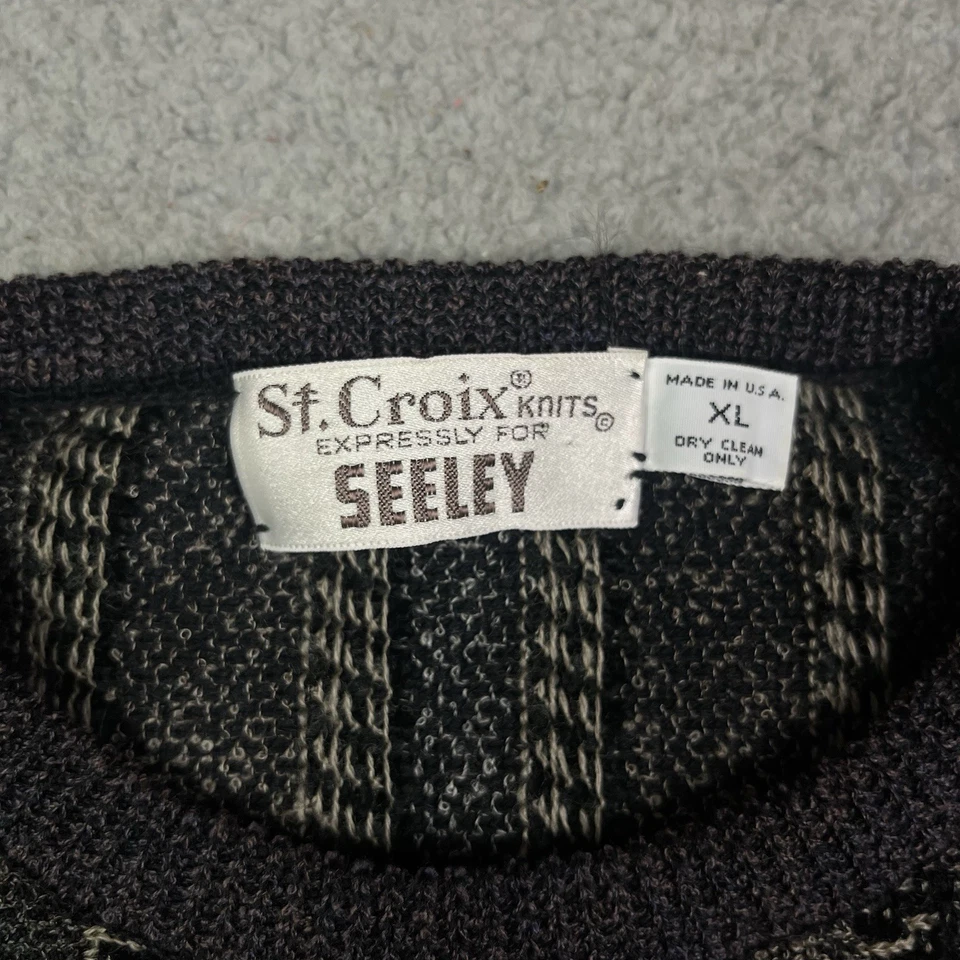 St. Croix® KNITS©
EXPRESSLY FOR
SEELEY
MADE IN U.S.A.
XL
DRY CLEAN
ONLY